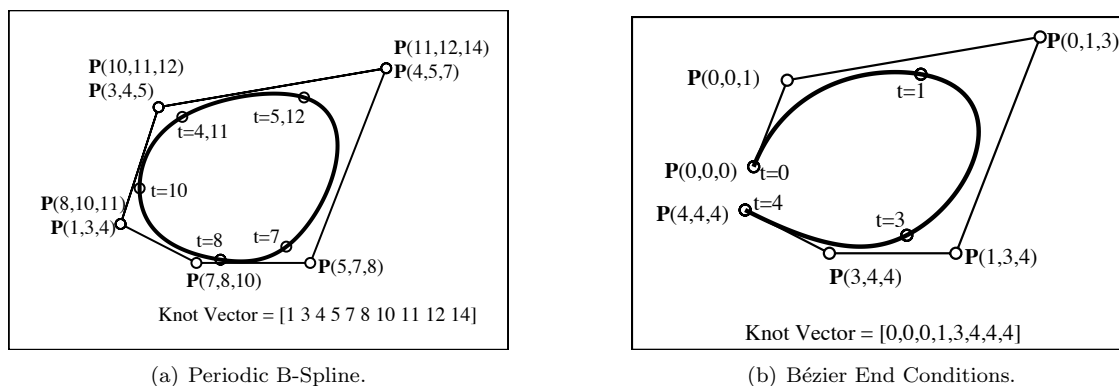 P(10,11,12)
P(3,4,5)
P(11,12,14)
P(4,5,7)
t=4,11
t=5,12
t=10
P(8,10,11)
P(1,3,4)
t=8
t=7
P(7,8,10)
P(5,7,8)
Knot Vector = [1 3 4 5 7 8 10 11 12 14]
(a) Periodic B-Spline.
P(0,1,3)
P(0,0,1)
t=1
P(0,0,0)
t=0
P(4,4,4)
t=4
t=3
P(3,4,4)
P(1,3,4)
Knot Vector = [0,0,0,1,3,4,4,4]
(b) Bézier End Conditions.